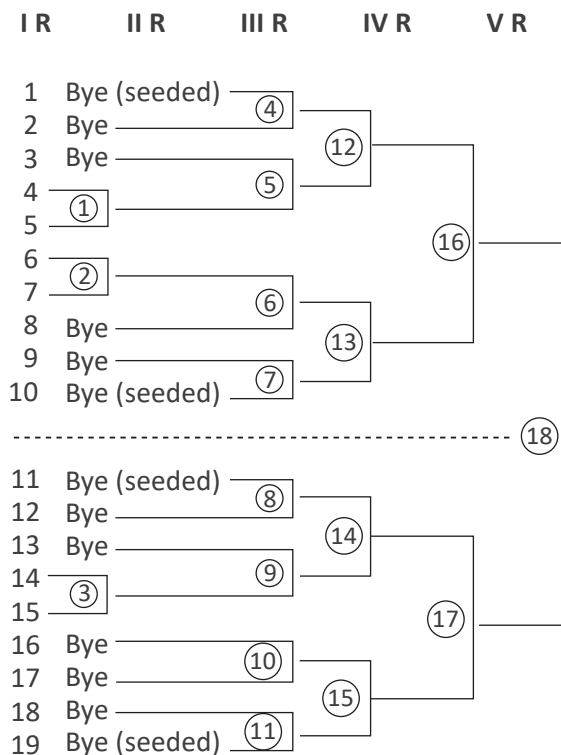 I R II R III R IV R V R
1 Bye (seeded)
④
2 Bye
⑫
3 Bye
⑤
4
①
5
⑯
6
②
7
⑥
8 Bye
⑬
9 Bye
⑦
10 Bye (seeded)
⑱
11 Bye (seeded)
⑧
12 Bye
⑭
13 Bye
⑨
14
③
15
⑰
16 Bye
⑩
17 Bye
⑮
18 Bye
⑪
19 Bye (seeded)